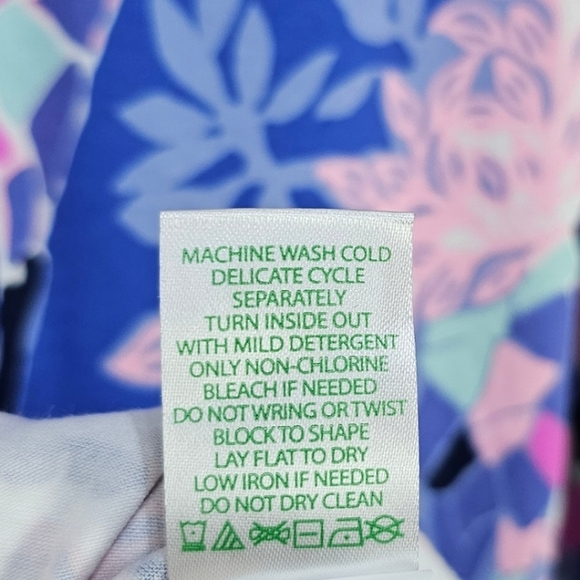 MACHINE WASH COLD
DELICATE CYCLE
SEPARATELY
TURN INSIDE OUT
WITH MILD DETERGENT
ONLY NON-CHLORINE
BLEACH IF NEEDED
DO NOT WRING OR TWIST
BLOCK TO SHAPE
LAY FLAT TO DRY
LOW IRON IF NEEDED
DO NOT DRY CLEAN